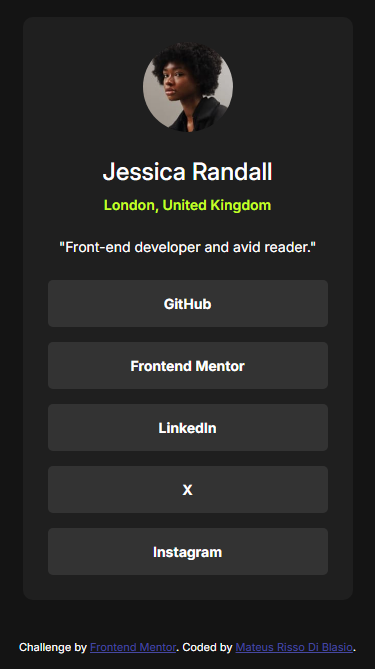 Jessica Randall
London, United Kingdom
"Front-end developer and avid reader."
GitHub
Frontend Mentor
LinkedIn
X
Instagram
Challenge by Frontend Mentor. Coded by Mateus Risso Di Blasio.